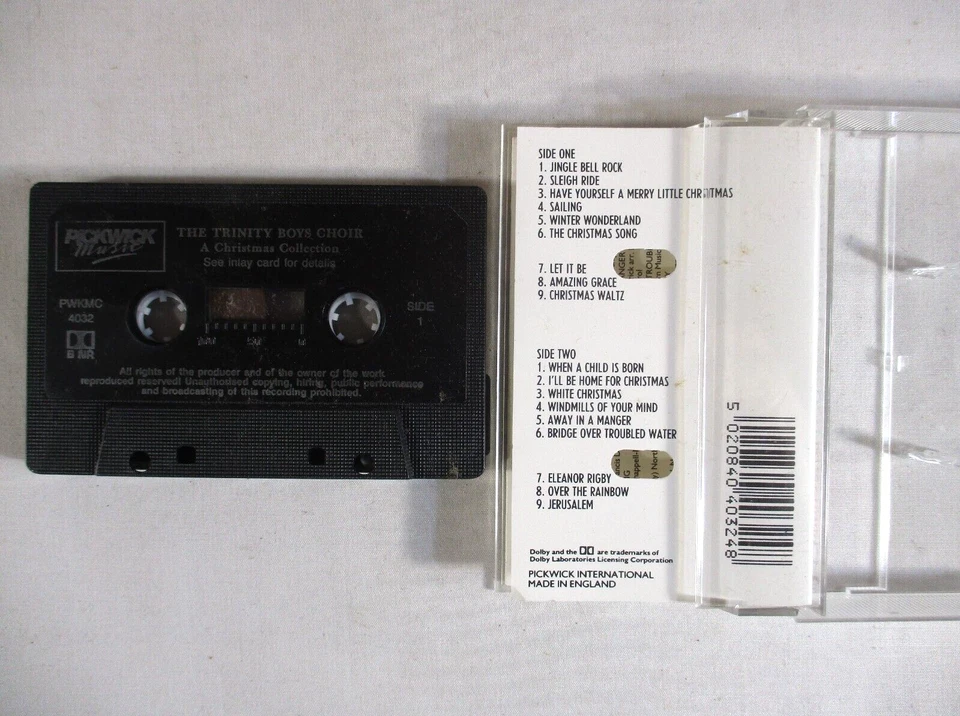 PICKWICK
Music
THE TRINITY BOYS CHOIR
A Christmas Collection
See inlay card for details
PWKMC
4032
SIDE
1
B NR
100
50
0
All rights of the producer and of the owner of the work
reproduced reserved! Unauthorised copying, hiring, public performance
and broadcasting of this recording prohibited.
SIDE ONE
1. JINGLE BELL ROCK
2. SLEIGH RIDE
3. HAVE YOURSELF A MERRY LITTLE
4. SAILING
5. WINTER WONDERLAND
6. THE CHRISTMAS SONG
7. LET IT BE
8. AMAZING GRACE
9. CHRISTMAS WALTZ
SIDE TWO
1. WHEN A CHILD IS BORN
2. I'LL BE HOME FOR CHRISTMAS
3. WHITE CHRISTMAS
4. WINDMILLS OF YOUR MIND
5. AWAY IN A MANGER
6. BRIDGE OVER TROUBLED WATER
7. ELEANOR RIGBY
8. OVER THE RAINBOW
9. JERUSALEM
Dolby and the are trademarks of
Dolby Laboratories Licensing Corporation
PICKWICK INTERNATIONAL
MADE IN ENGLAND
5 020840 403248